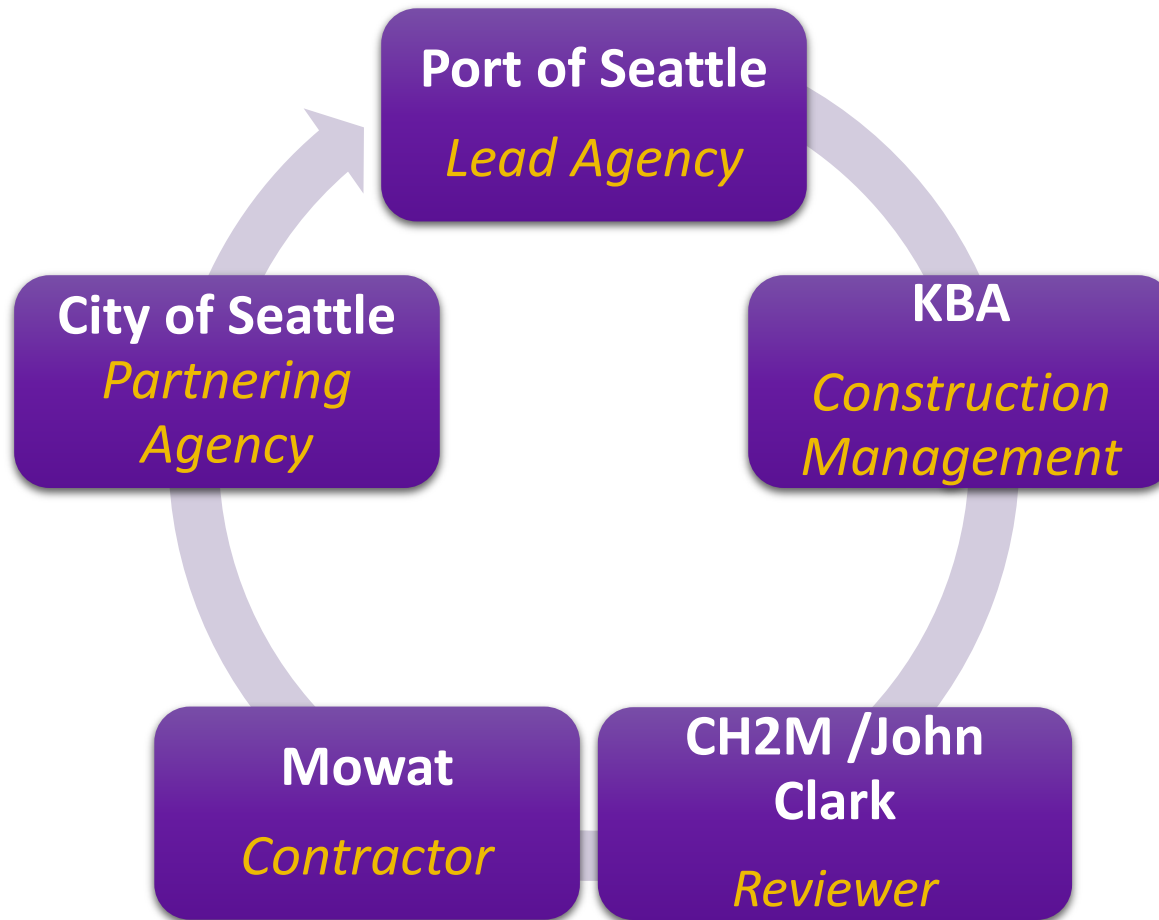 Port of Seattle
Lead Agency
KBA
Construction
Management
CH2M /John
Clark
Reviewer
Mowat
Contractor
City of Seattle
Partnering
Agency